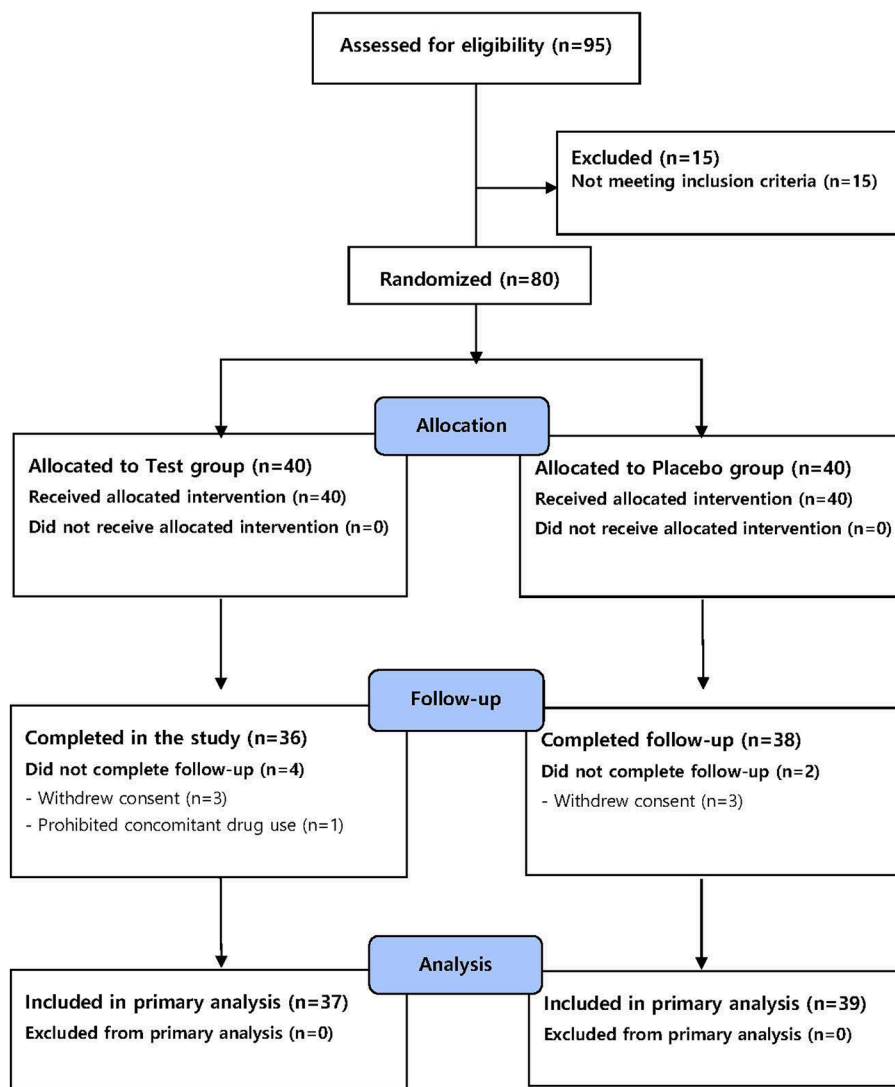 Assessed for eligibility (n=95)
Excluded (n=15)
Not meeting inclusion criteria (n=15)
Randomized (n=80)
Allocation
Allocated to Test group (n=40)
Received allocated intervention (n=40)
Did not receive allocated intervention (n=0)
Allocated to Placebo group (n=40)
Received allocated intervention (n=40)
Did not receive allocated intervention (n=0)
Follow-up
Completed in the study (n=36)
Did not complete follow-up (n=4)
- Withdrew consent (n=3)
- Prohibited concomitant drug use (n=1)
Completed follow-up (n=38)
Did not complete follow-up (n=2)
- Withdrew consent (n=3)
Analysis
Included in primary analysis (n=37)
Excluded from primary analysis (n=0)
Included in primary analysis (n=39)
Excluded from primary analysis (n=0)